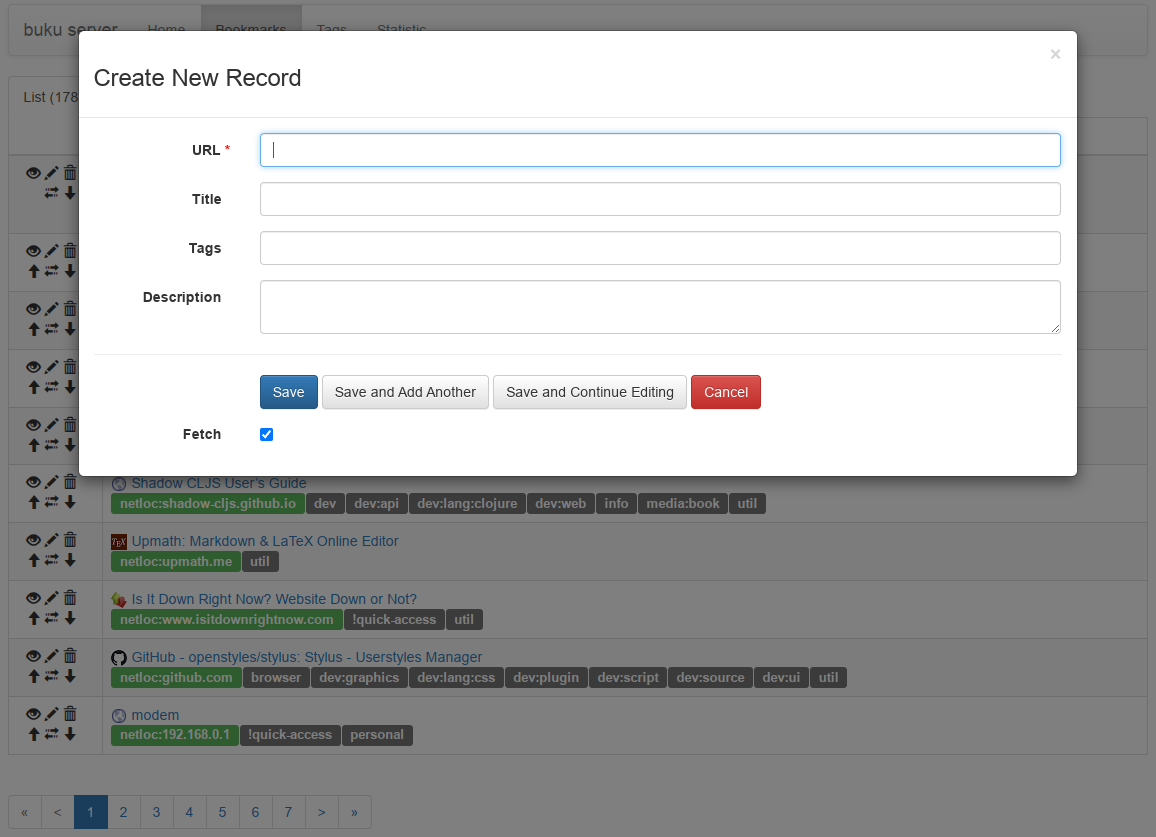 buku server Home Bookmarks Tags Statistic
×
Create New Record
List (178
URL *
Title
Tags
Description
Save Save and Add Another Save and Continue Editing Cancel
Fetch
Shadow CLJS User's Guide
netloc:shadow-cljs.github.io dev dev:api dev:lang:clojure dev:web info media:book util
Upmath: Markdown & LaTeX Online Editor
netloc:upmath.me util
Is It Down Right Now? Website Down or Not?
netloc:www.isitdownrightnow.com !quick-access util
GitHub - openstyles/stylus: Stylus - Userstyles Manager
netloc:github.com browser dev:graphics dev:lang:css dev:plugin dev:script dev:source dev:ui util
modem
netloc:192.168.0.1 !quick-access personal
« < 1 2 3 4 5 6 7 > »